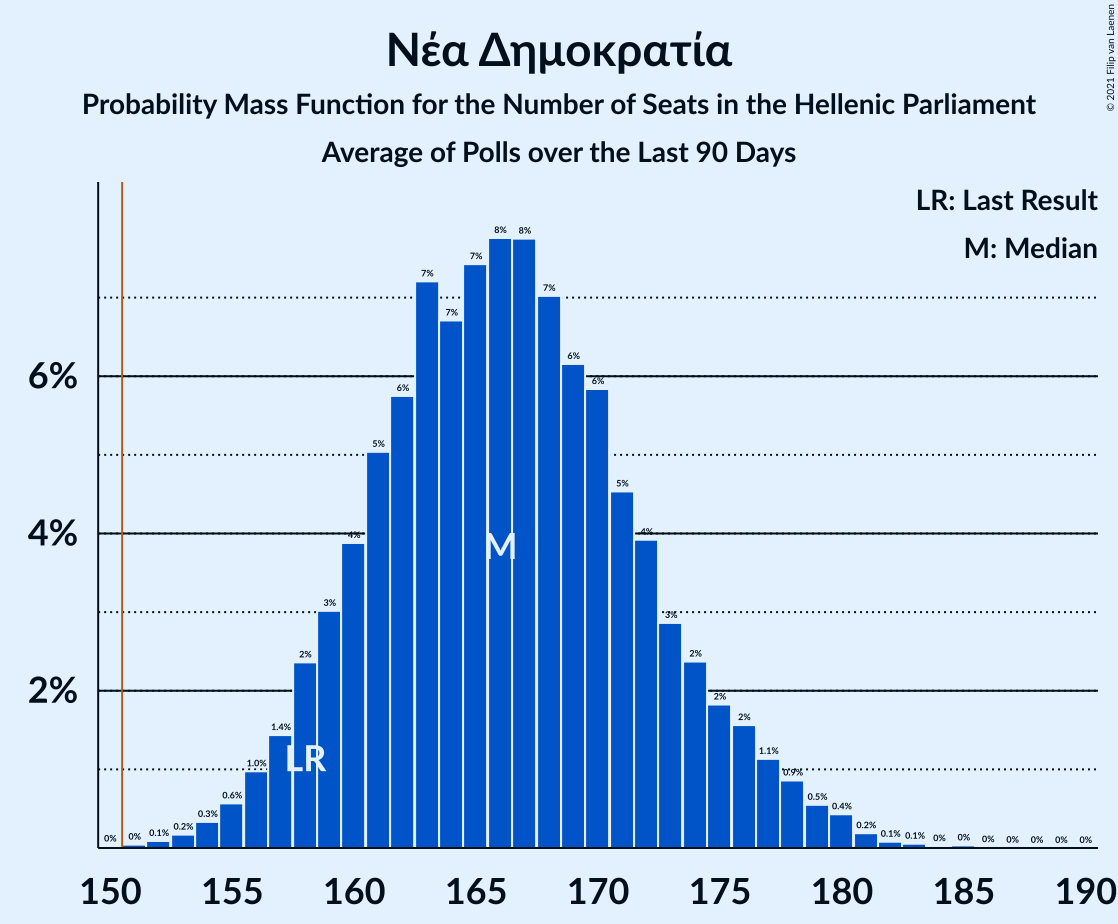 Νέα Δημοκρατία
Probability Mass Function for the Number of Seats in the Hellenic Parliament
Average of Polls over the Last 90 Days
© 2021 Filip van Laenen
LR: Last Result
M: Median
6%
4%
2%
0% 0% 0.1% 0.2% 0.3% 0.6% 1.0% 1.4% 2% 3% 4% 5% 6% 7% 7% 7% 8% 8% 7% 6% 6% 5% 4% 3% 2% 2% 2% 1.1% 0.9% 0.5% 0.4% 0.2% 0.1% 0.1% 0% 0% 0% 0% 0% 0% 0%
M
LR
150 155 160 165 170 175 180 185 190